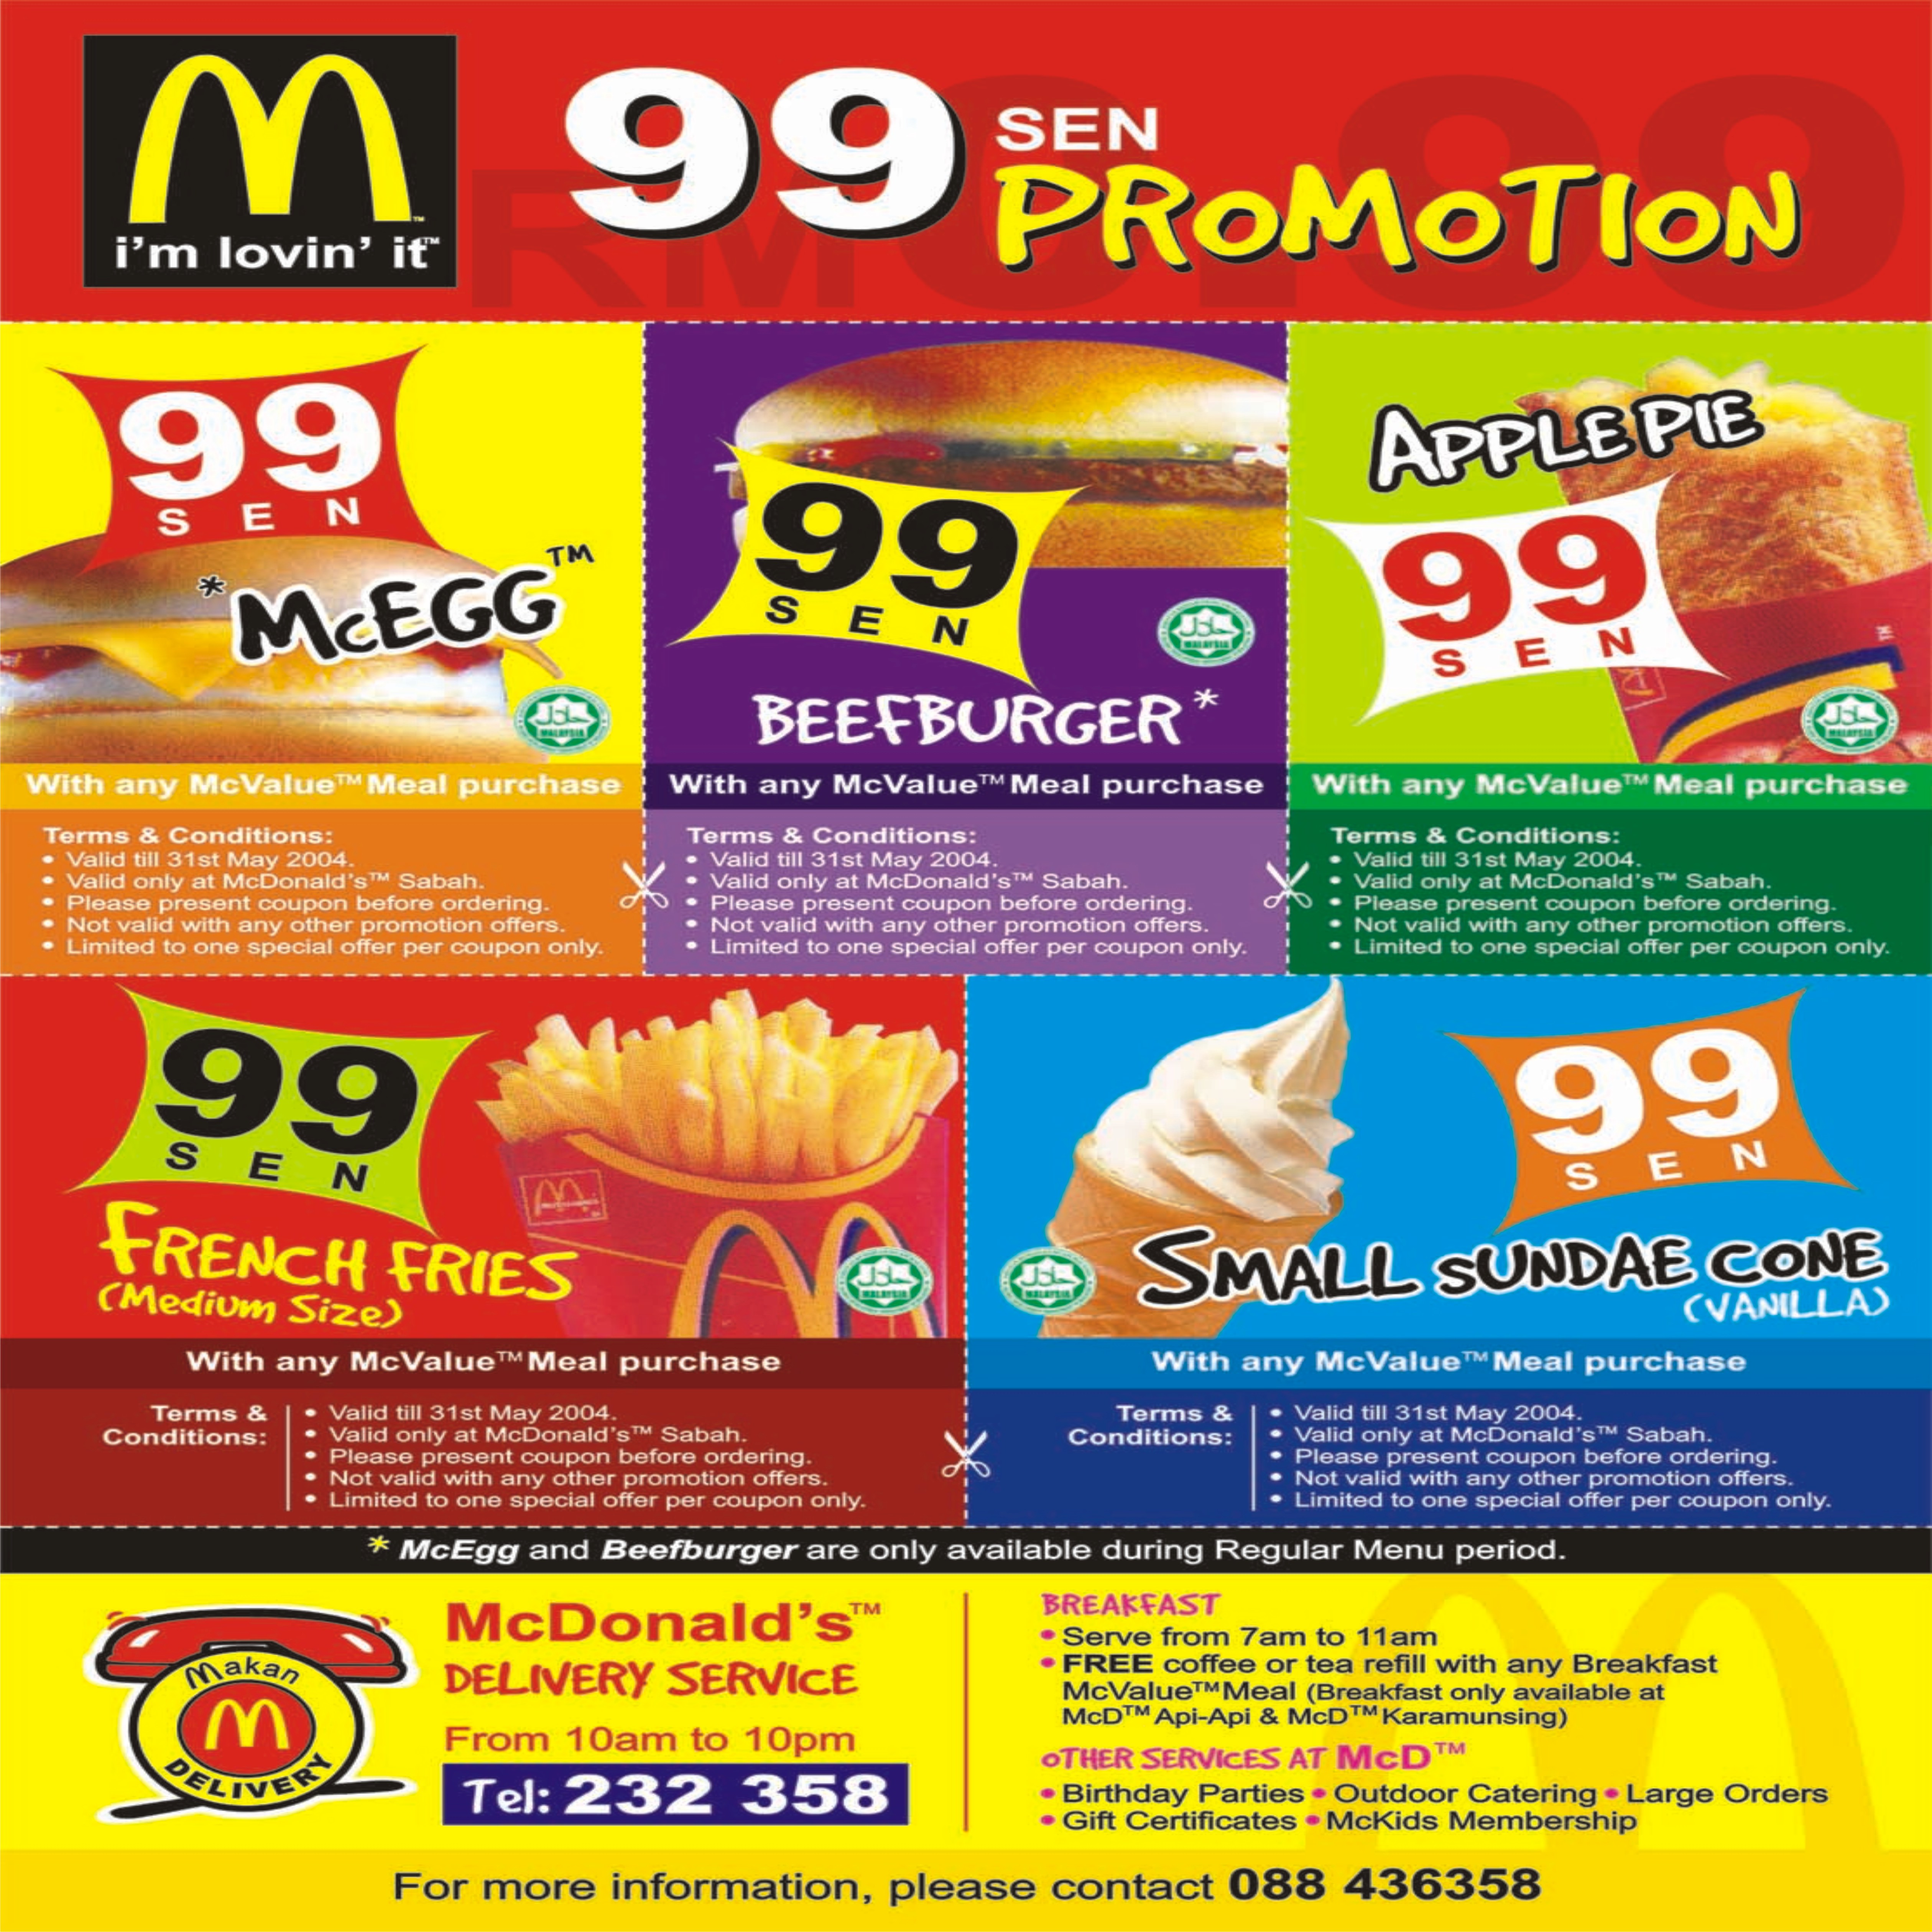 M
i'm lovin' it™
RM0.99
99 SEN
PROMOTION
99
SEN
*McEGG™
With any McValue™ Meal purchase
Terms & Conditions:
• Valid till 31st May 2004.
• Valid only at McDonald's™ Sabah.
• Please present coupon before ordering.
• Not valid with any other promotion offers.
• Limited to one special offer per coupon only.
99
SEN
MALAYSIA
BEEFBURGER*
With any McValue™ Meal purchase
Terms & Conditions:
• Valid till 31st May 2004.
• Valid only at McDonald's™ Sabah.
• Please present coupon before ordering.
• Not valid with any other promotion offers.
• Limited to one special offer per coupon only.
APPLE PIE
99
SEN
MALAYSIA
With any McValue™ Meal purchase
Terms & Conditions:
• Valid till 31st May 2004.
• Valid only at McDonald's™ Sabah.
• Please present coupon before ordering.
• Not valid with any other promotion offers.
• Limited to one special offer per coupon only.
99
SEN
FRENCH FRIES
(Medium Size)
MALAYSIA
With any McValue™ Meal purchase
Terms &
Conditions:
• Valid till 31st May 2004.
• Valid only at McDonald's™ Sabah.
• Please present coupon before ordering.
• Not valid with any other promotion offers.
• Limited to one special offer per coupon only.
99
SEN
MALAYSIA
SMALL SUNDAE CONE
(VANILLA)
With any McValue™ Meal purchase
Terms &
Conditions:
• Valid till 31st May 2004.
• Valid only at McDonald's™ Sabah.
• Please present coupon before ordering.
• Not valid with any other promotion offers.
• Limited to one special offer per coupon only.
* McEgg and Beefburger are only available during Regular Menu period.
Makan
M
DELIVERY
McDonald's™
DELIVERY SERVICE
From 10am to 10pm
Tel: 232 358
BREAKFAST
• Serve from 7am to 11am
• FREE coffee or tea refill with any Breakfast
McValue™ Meal (Breakfast only available at
McD™ Api-Api & McD™ Karamunsing)
OTHER SERVICES AT McD™
• Birthday Parties • Outdoor Catering • Large Orders
• Gift Certificates • McKids Membership
For more information, please contact 088 436358